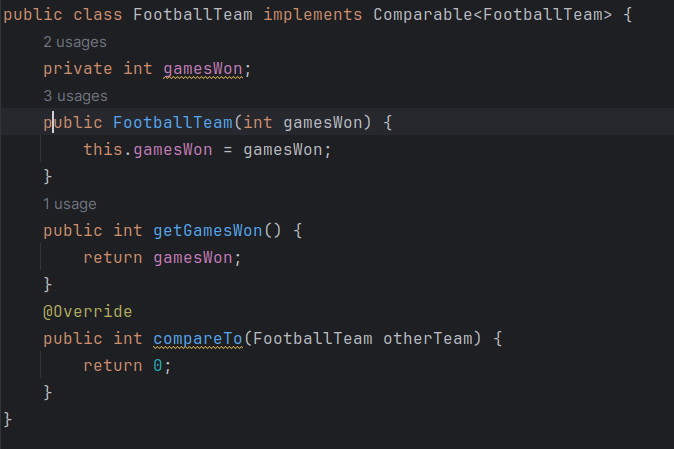 public class FootballTeam implements Comparable<FootballTeam> {
2 usages
private int gamesWon;
3 usages
public FootballTeam(int gamesWon) {
this.gamesWon = gamesWon;
}
1 usage
public int getGamesWon() {
return gamesWon;
}
@Override
public int compareTo(FootballTeam otherTeam) {
return 0;
}
}